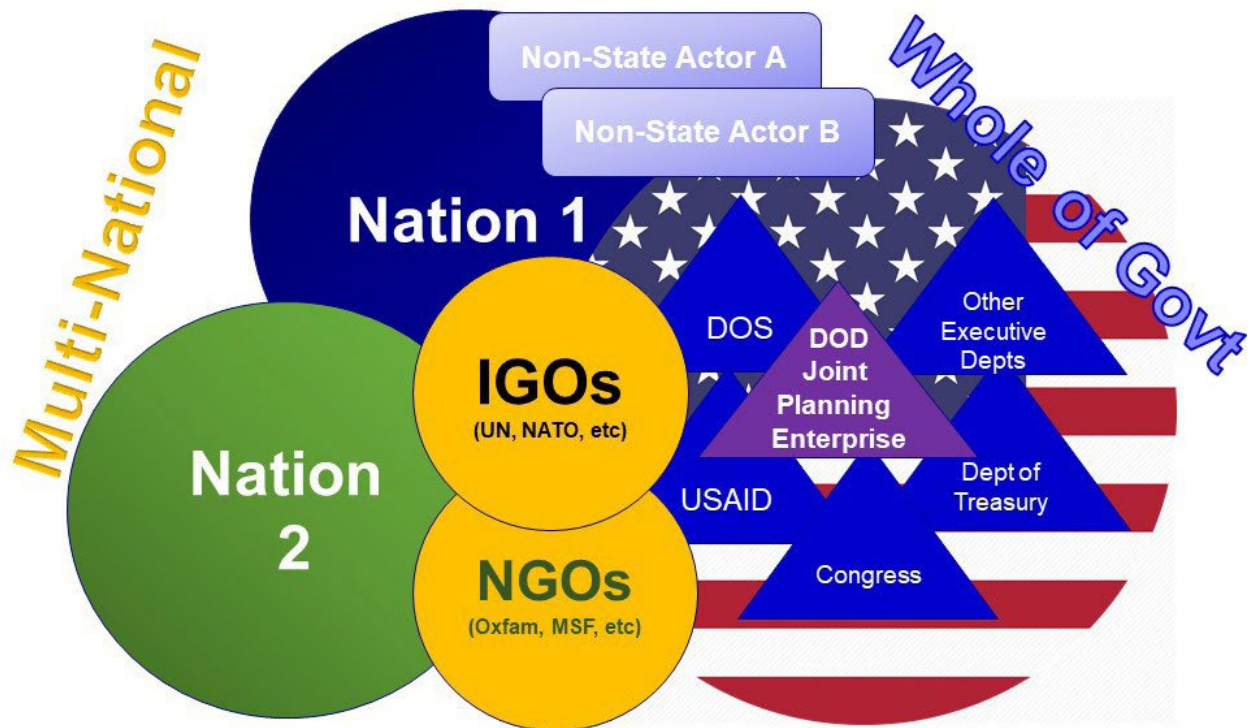 Multi-National
Non-State Actor A
Non-State Actor B
Whole of Govt
Nation 1
DOS
Other
Executive
Depts
DOD
Joint
Planning
Enterprise
IGOs
(UN, NATO, etc)
Nation
2
USAID
Dept of
Treasury
NGOs
(Oxfam, MSF, etc)
Congress